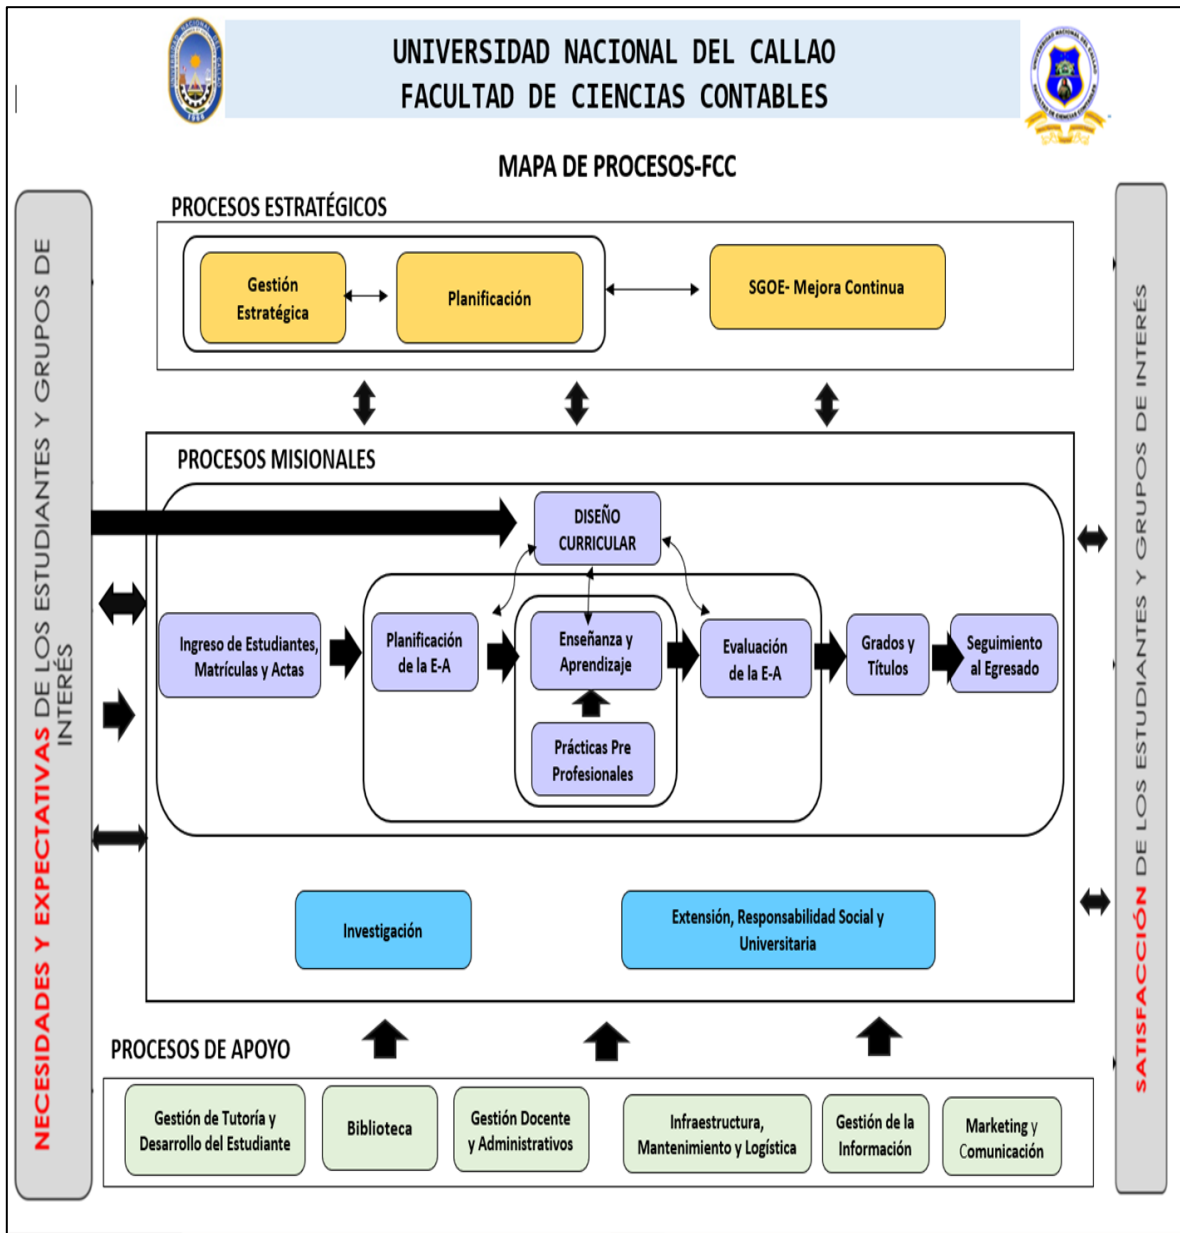 UNIVERSIDAD NACIONAL DEL CALLAO
FACULTAD DE CIENCIAS CONTABLES
MAPA DE PROCESOS-FCC
NECESIDADES Y EXPECTATIVAS DE LOS ESTUDIANTES Y GRUPOS DE
INTERÉS
PROCESOS ESTRATÉGICOS
Gestión
Estratégica
Planificación
SGOE- Mejora Continua
PROCESOS MISIONALES
DISEÑO
CURRICULAR
Ingreso de Estudiantes,
Matrículas y Actas
Planificación
de la E-A
Enseñanza y
Aprendizaje
Evaluación
de la E-A
Grados y
Títulos
Seguimiento
al Egresado
Prácticas Pre
Profesionales
Investigación
Extensión, Responsabilidad Social y
Universitaria
PROCESOS DE APOYO
Gestión de Tutoría y
Desarrollo del Estudiante
Biblioteca
Gestión Docente
y Administrativos
Infraestructura,
Mantenimiento y Logística
Gestión de la
Información
Marketing y
Comunicación
SATISFACCIÓN DE LOS ESTUDIANTES Y GRUPOS DE INTERÉS